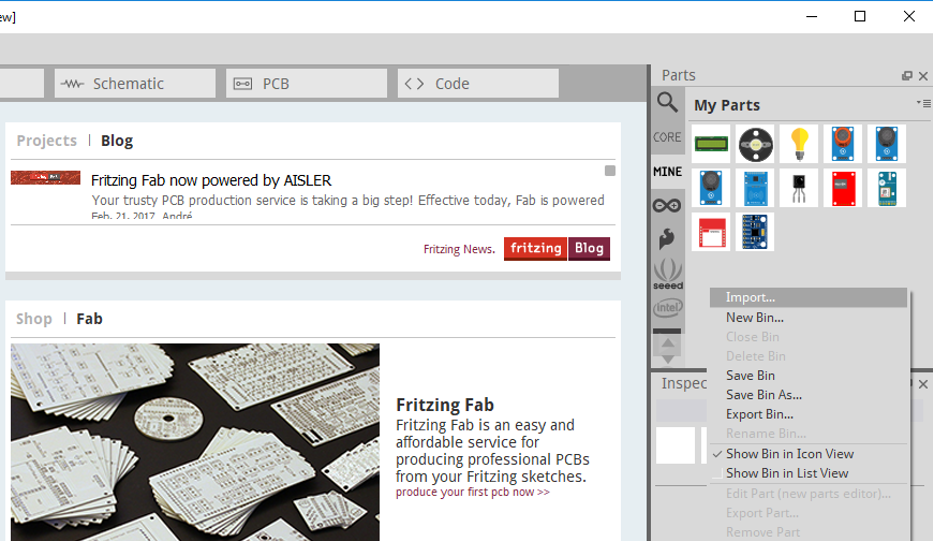 ew]
Schematic
PCB
Code
Projects | Blog
Fritzing Fab now powered by AISLER
Your trusty PCB production service is taking a big step! Effective today, Fab is powered
Feb. 21, 2017, André
Fritzing News.
fritzing Blog
Shop | Fab
Fritzing Fab
Fritzing Fab is an easy and
affordable service for
producing professional PCBs
from your Fritzing sketches.
produce your first pcb now >>
Parts
My Parts
CORE
MINE
seeed
intel
Import...
New Bin...
Close Bin
Delete Bin
Save Bin
Save Bin As...
Export Bin...
Rename Bin...
Show Bin in Icon View
Show Bin in List View
Edit Part (new parts editor)...
Export Part...
Remove Part
Inspec